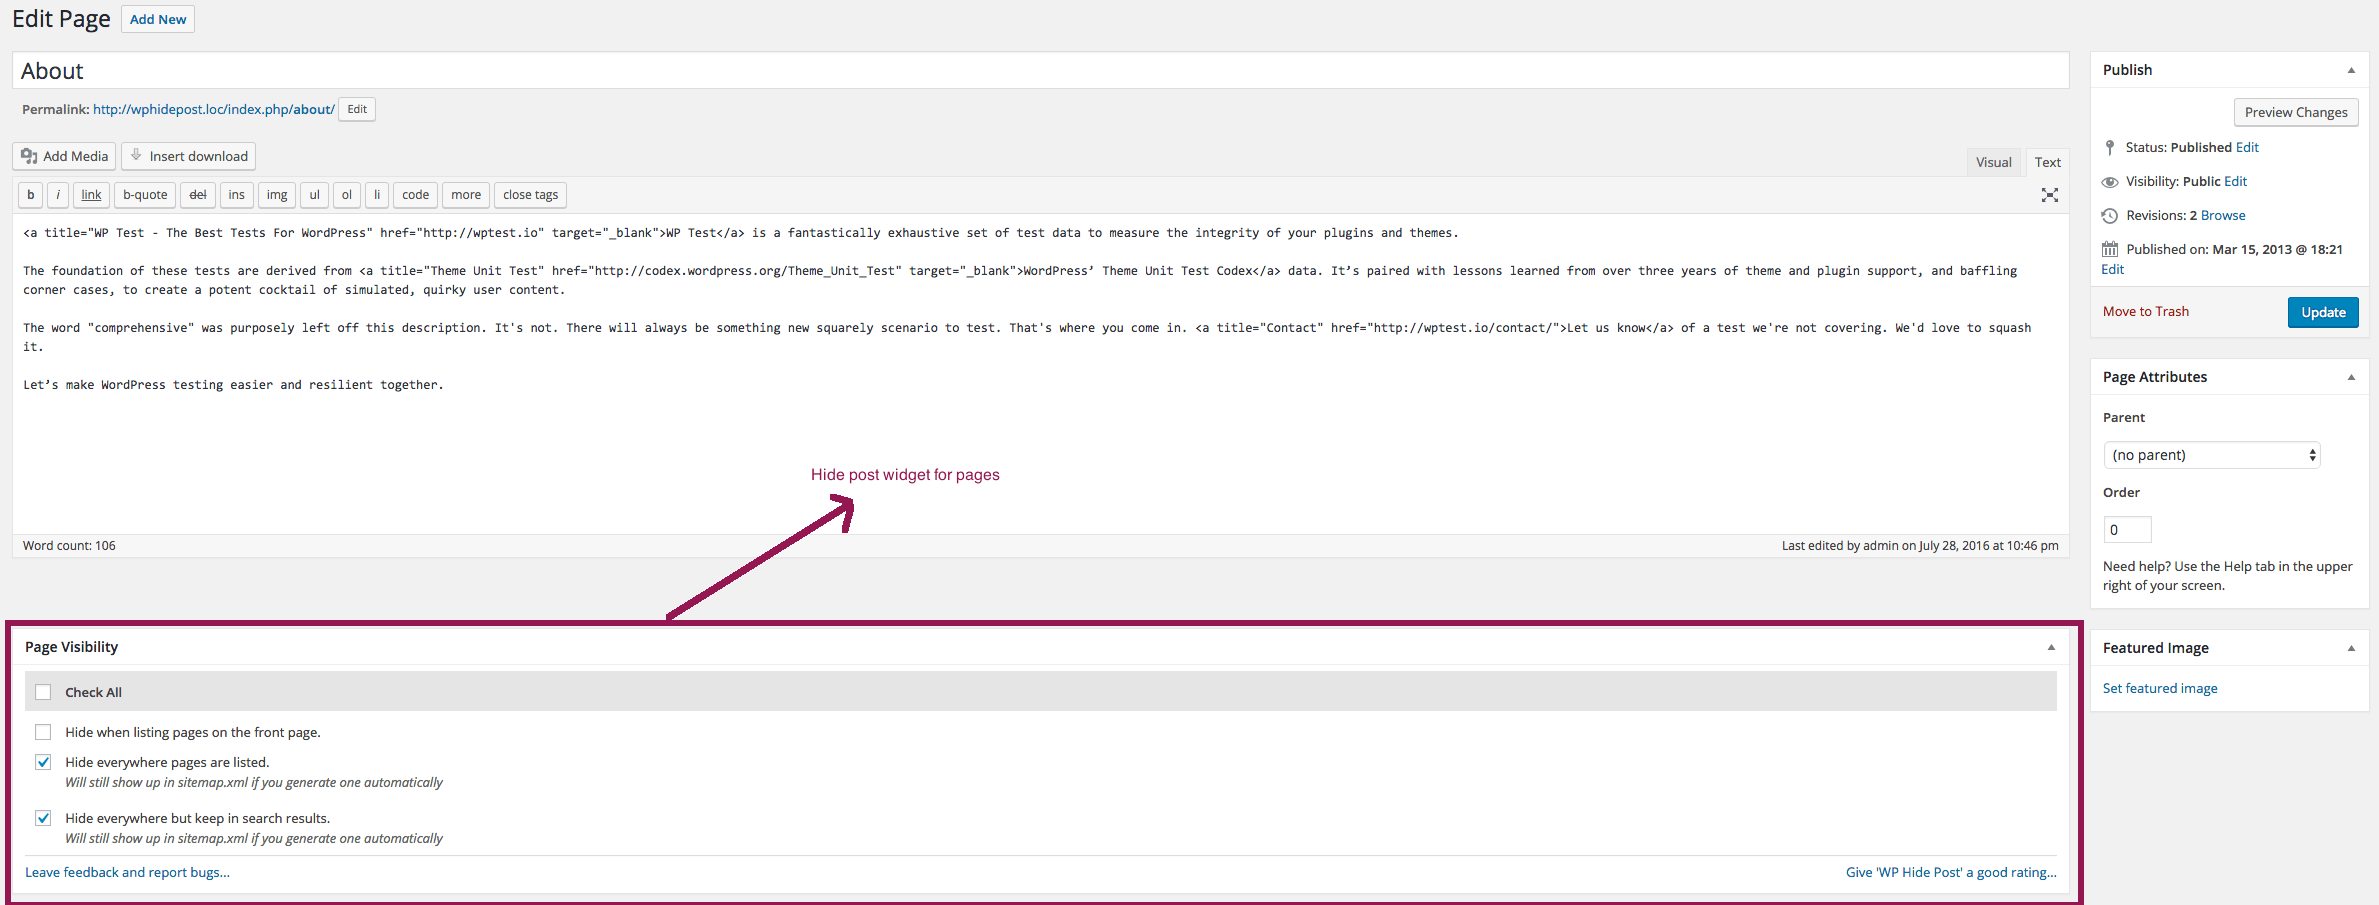 Edit Page Add New
About
Permalink: http://wphidepost.loc/index.php/about/ Edit
Add Media Insert download
Visual Text
b i link b-quote del ins img ul ol li code more close tags
<a title="WP Test - The Best Tests For WordPress" href="http://wptest.io" target="_blank">WP Test</a> is a fantastically exhaustive set of test data to measure the integrity of your plugins and themes.
The foundation of these tests are derived from <a title="Theme Unit Test" href="http://codex.wordpress.org/Theme_Unit_Test" target="_blank">WordPress’ Theme Unit Test Codex</a> data. It’s paired with lessons learned from over three years of theme and plugin support, and baffling
corner cases, to create a potent cocktail of simulated, quirky user content.
The word "comprehensive" was purposely left off this description. It's not. There will always be something new squarely scenario to test. That's where you come in. <a title="Contact" href="http://wptest.io/contact/">Let us know</a> of a test we're not covering. We'd love to squash
it.
Let’s make WordPress testing easier and resilient together.
Hide post widget for pages
Word count: 106
Last edited by admin on July 28, 2016 at 10:46 pm
Page Visibility
Check All
Hide when listing pages on the front page.
Hide everywhere pages are listed.
Will still show up in sitemap.xml if you generate one automatically
Hide everywhere but keep in search results.
Will still show up in sitemap.xml if you generate one automatically
Leave feedback and report bugs...
Give 'WP Hide Post' a good rating...
Publish
Preview Changes
Status: Published Edit
Visibility: Public Edit
Revisions: 2 Browse
Published on: Mar 15, 2013 @ 18:21
Edit
Move to Trash
Update
Page Attributes
Parent
(no parent)
Order
0
Need help? Use the Help tab in the upper
right of your screen.
Featured Image
Set featured image